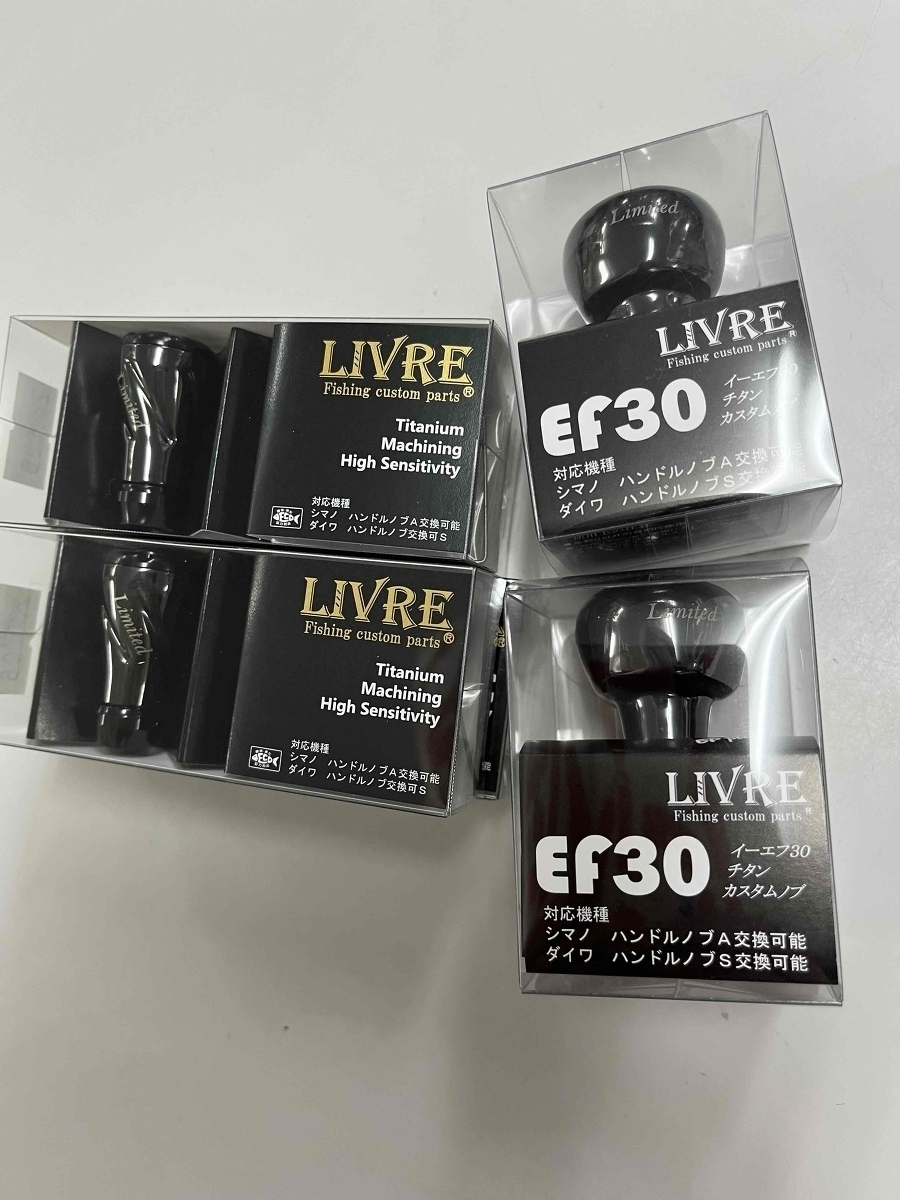 Limited
LIVRE
Fishing custom parts®
Titanium
Machining
High Sensitivity
対応機種
シマノ ハンドルノブA交換可能
ダイワ ハンドルノブ交換可S
Limited
LIVRE
Fishing custom parts®
EF30
イーエフ30
チタン
カスタム
対応機種
シマノ ハンドルノブA交換可能
ダイワ ハンドルノブS交換可能
Limited
LIVRE
Fishing custom parts®
Titanium
Machining
High Sensitivity
対応機種
シマノ ハンドルノブA交換可能
ダイワ ハンドルノブ交換可S
Limited
LIVRE
Fishing custom parts®
EF30
イーエフ30
チタン
カスタムノブ
対応機種
シマノ ハンドルノブA交換可能
ダイワ ハンドルノブS交換可能